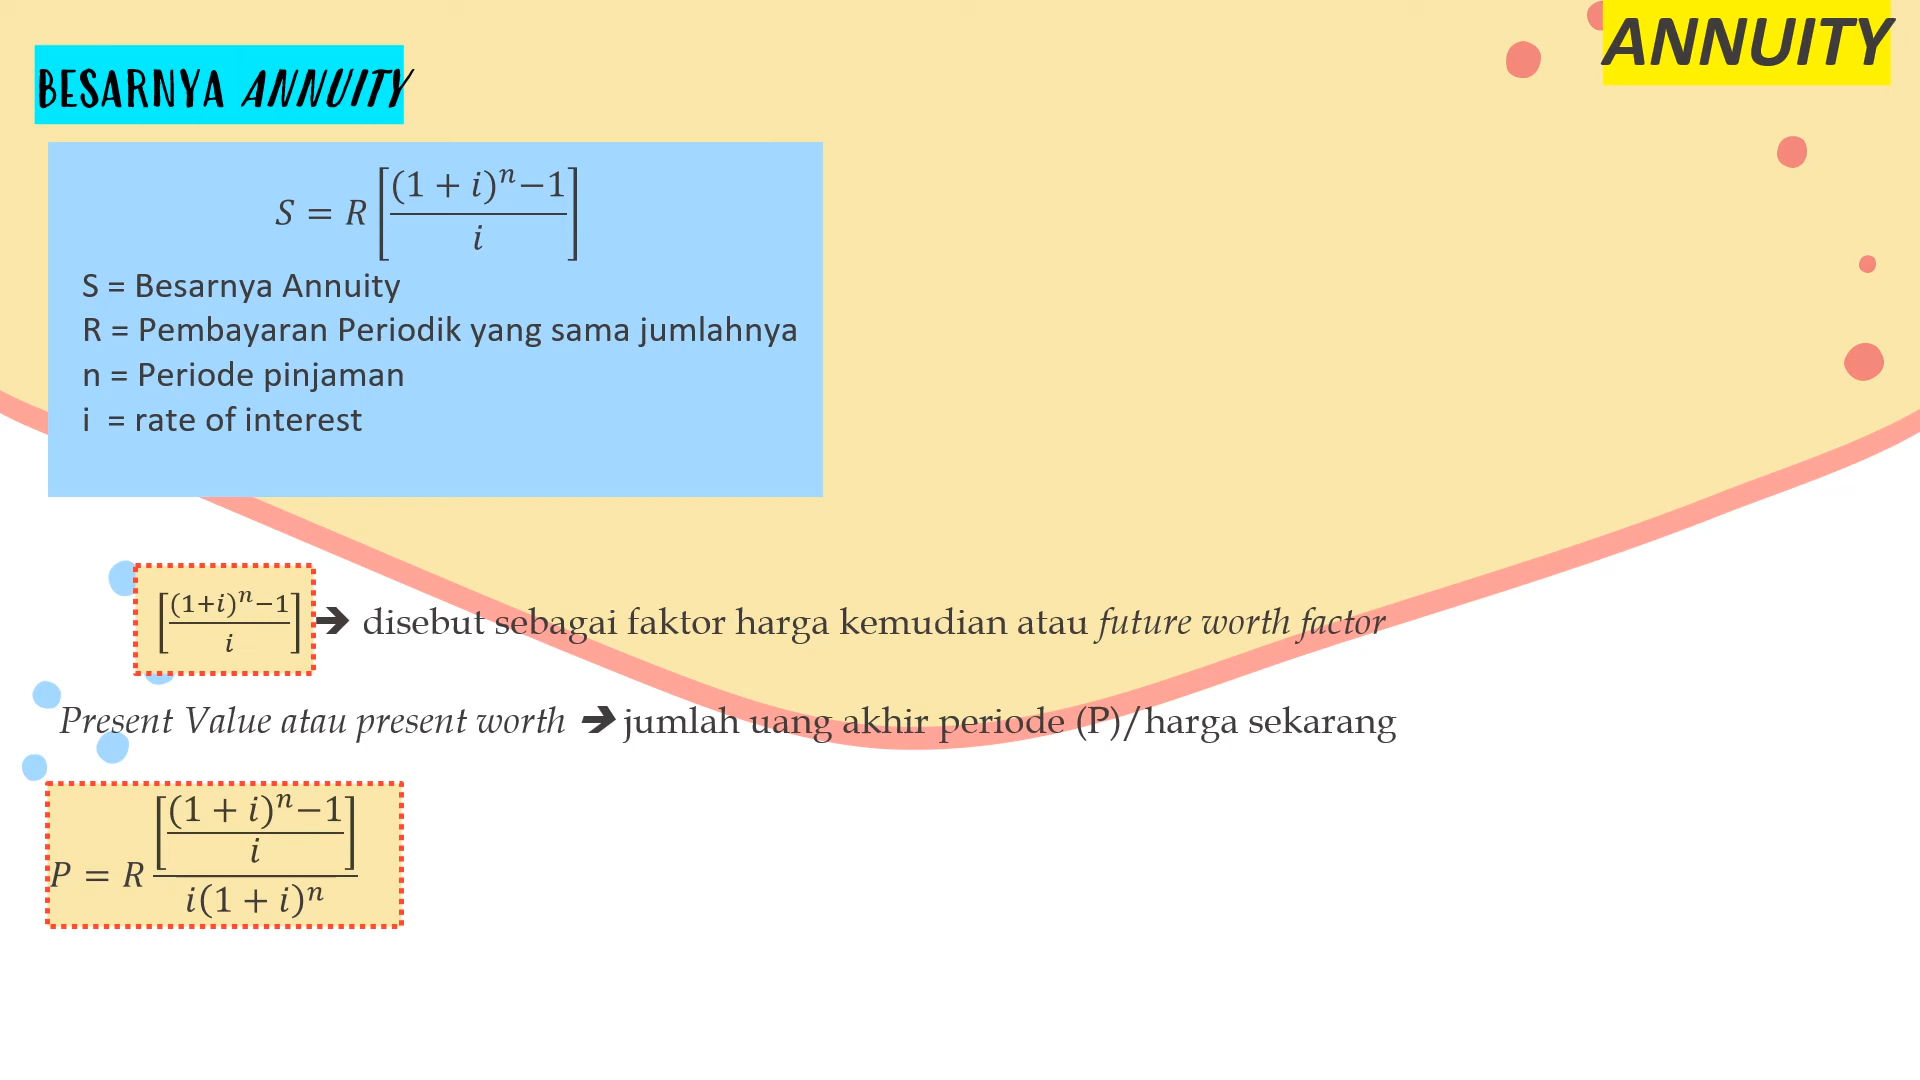 ANNUITY
BESARNYA ANNUITY
S = R [((1 + i)^n −1)/i]
S = Besarnya Annuity
R = Pembayaran Periodik yang sama jumlahnya
n = Periode pinjaman
i = rate of interest
[((1+i)^n −1)/i] ➔ disebut sebagai faktor harga kemudian atau future worth factor
Present Value atau present worth ➔ jumlah uang akhir periode (P)/harga sekarang
P = R [((1 + i)^n −1)/i]/(i(1 + i)^n)